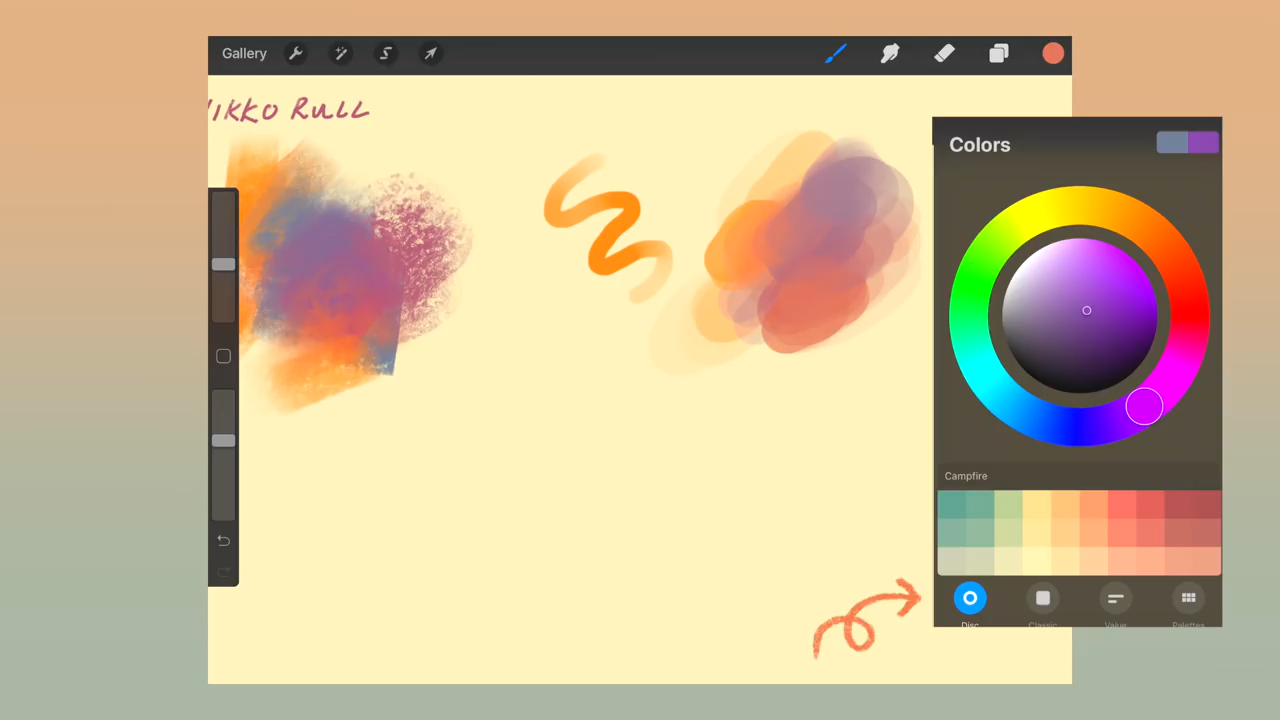 Gallery
IKKO RULL
Colors
Campfire
Disc
Classic
Value
Palettes